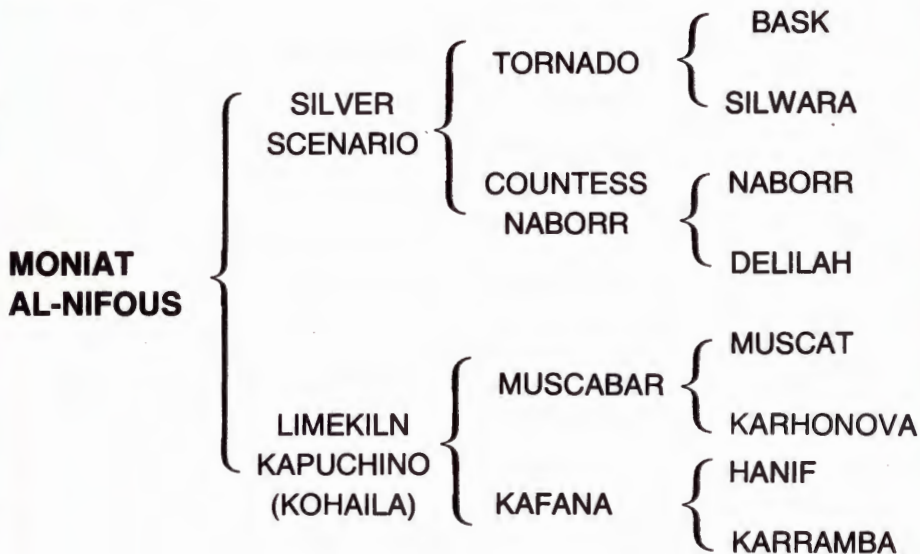 MONIAT
AL-NIFOUS
SILVER
SCENARIO
LIMEKILN
KAPUCHINO
(KOHAILA)
TORNADO
COUNTESS
NABORR
MUSCABAR
KAFANA
BASK
SILWARA
NABORR
DELILAH
MUSCAT
KARHONOVA
HANIF
KARRAMBA